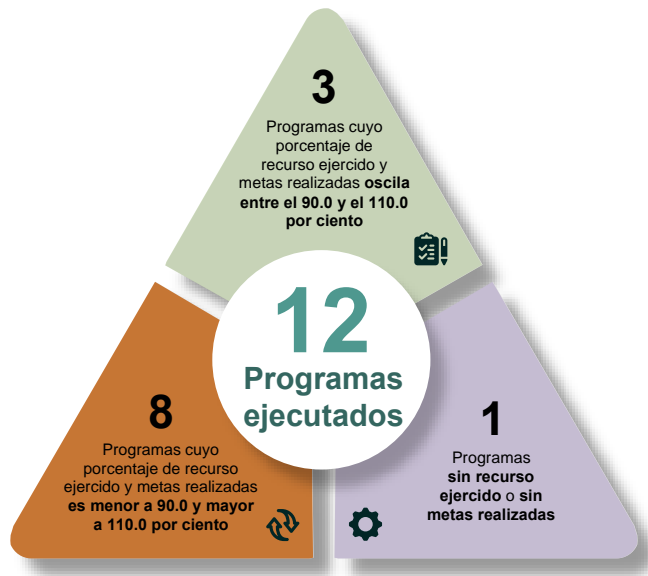 3
Programas cuyo
porcentaje de
recurso ejercido y
metas realizadas oscila
entre el 90.0 y el 110.0
por ciento
12
Programas
ejecutados
8
Programas cuyo
porcentaje de recurso
ejercido y metas realizadas
es menor a 90.0 y mayor
a 110.0 por ciento
1
Programas
sin recurso
ejercido o sin
metas realizadas